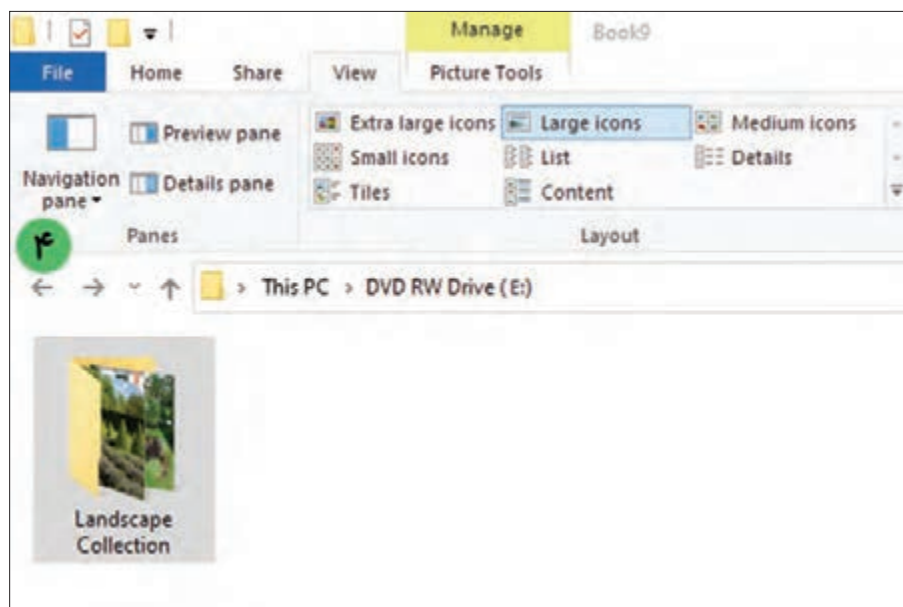 Manage Book9
File Home Share View Picture Tools
Preview pane Extra large icons Large icons Medium icons
Navigation pane Details pane Small icons List Details
Tiles Content
Panes Layout
۴
This PC > DVD RW Drive (E:)
Landscape
Collection